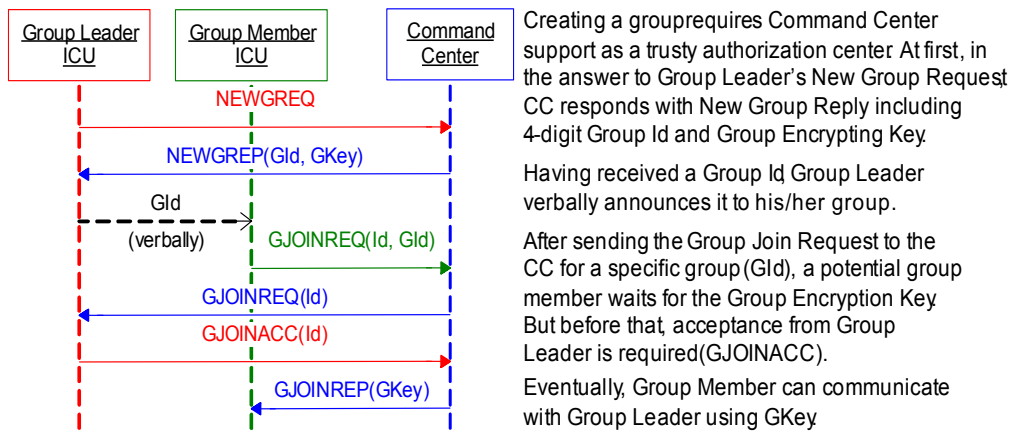 Group Leader
ICU
Group Member
ICU
Command
Center
NEWGREQ
NEWGREP(GId, GKey)
GId
(verbally)
GJOINREQ(Id, GId)
GJOINREQ(Id)
GJOINACC(Id)
GJOINREP(GKey)
Creating a grouprequires Command Center
support as a trusty authorization center. At first, in
the answer to Group Leader's New Group Request,
CC responds with New Group Reply including
4-digit Group Id and Group Encrypting Key.
Having received a Group Id, Group Leader
verbally announces it to his/her group.
After sending the Group Join Request to the
CC for a specific group (GId), a potential group
member waits for the Group Encryption Key.
But before that, acceptance from Group
Leader is required(GJOINACC).
Eventually, Group Member can communicate
with Group Leader using GKey.